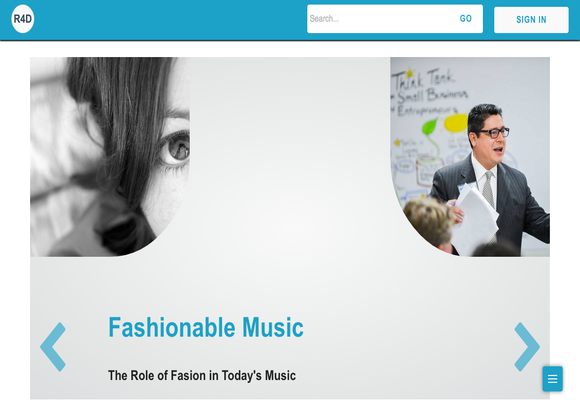 R4D
Search...
GO
SIGN IN
Think Tank
Small Business
Entrepreneurs
Fashionable Music
The Role of Fasion in Today's Music